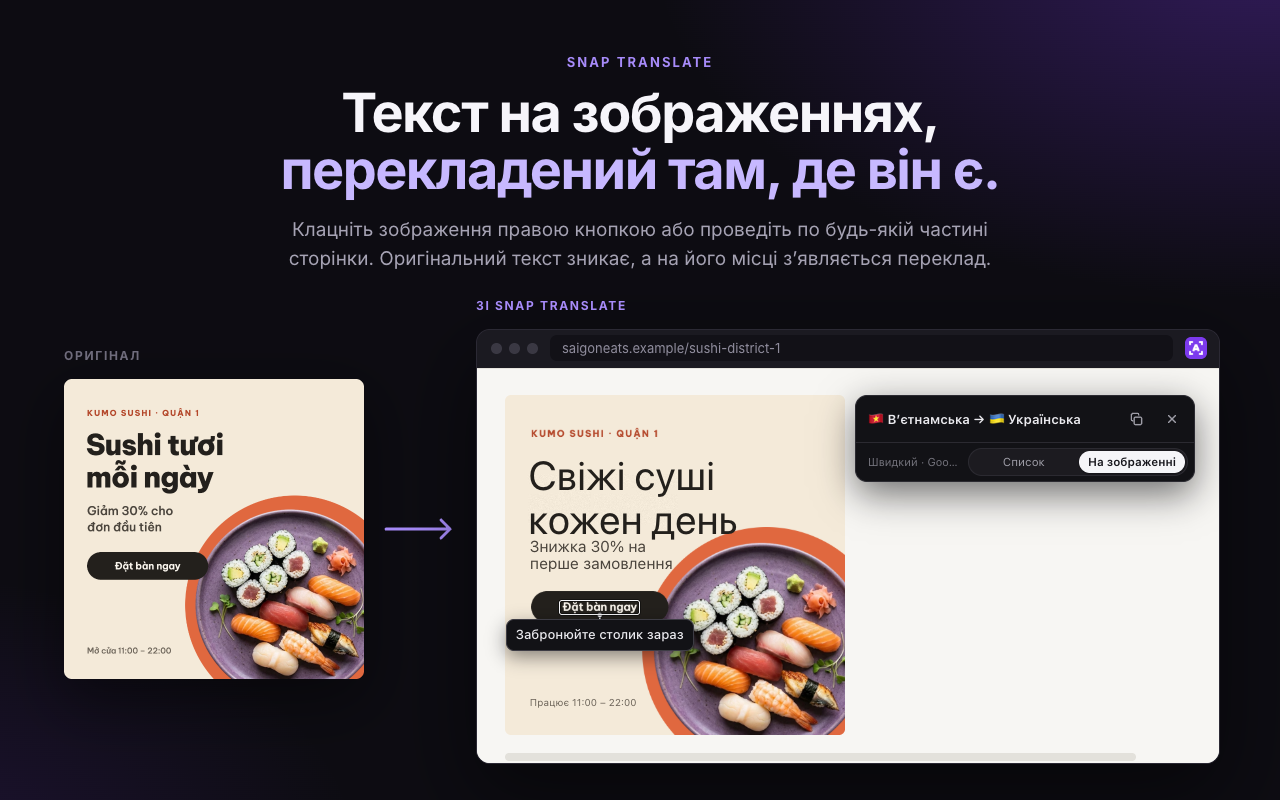 SNAP TRANSLATE
Текст на зображеннях,
перекладений там, де він є.
Клацніть зображення правою кнопкою або проведіть по будь-якій частині
сторінки. Оригінальний текст зникає, а на його місці з’являється переклад.
ОРИГІНАЛ
KUMO SUSHI · QUẬN 1
Sushi tươi
mỗi ngày
Giảm 30% cho
đơn đầu tiên
Đặt bàn ngay
Mở cửa 11:00 – 22:00
ЗІ SNAP TRANSLATE
saigoneats.example/sushi-district-1
KUMO SUSHI · QUẬN 1
Свіжі суші
кожен день
Знижка 30% на
перше замовлення
Đặt bàn ngay
Забронюйте столик зараз
Працює 11:00 – 22:00
В’єтнамська → Українська
Швидкий · Goo...
Список
На зображенні